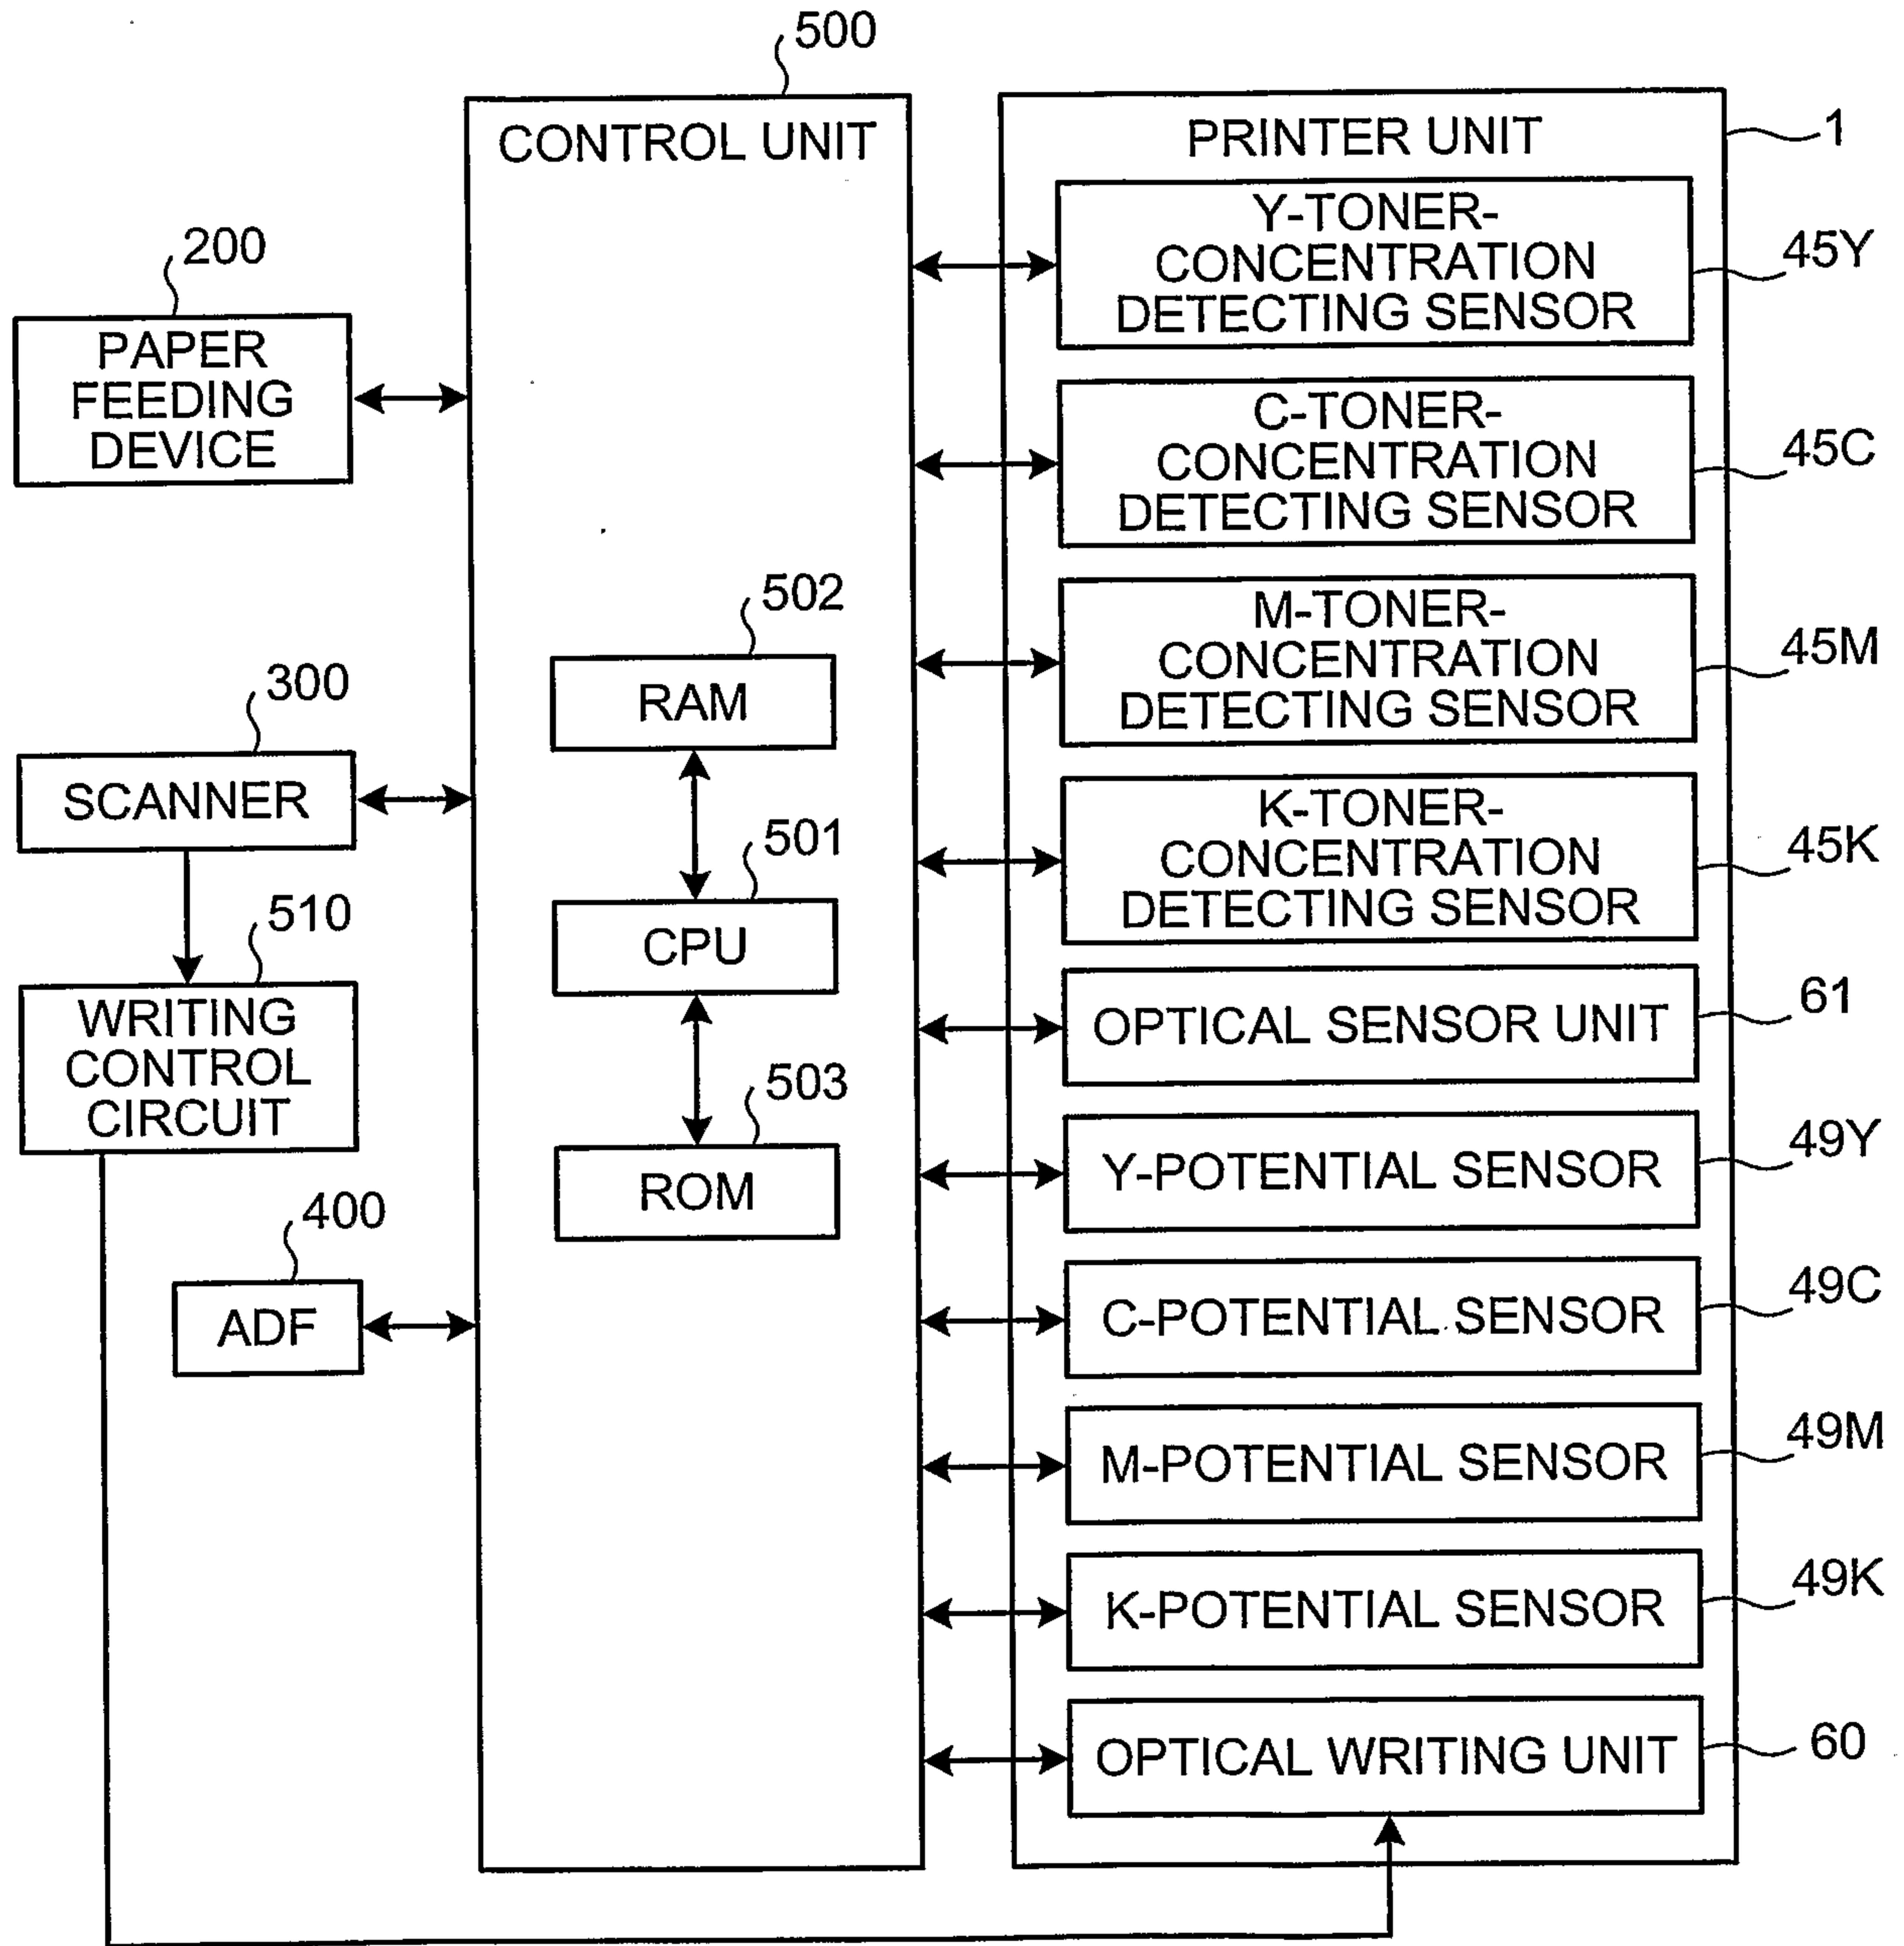 500
CONTROL UNIT
PRINTER UNIT
1
Y-TONER-
CONCENTRATION
DETECTING SENSOR
45Y
200
PAPER
FEEDING
DEVICE
C-TONER-
CONCENTRATION
DETECTING SENSOR
45C
502
RAM
M-TONER-
CONCENTRATION
DETECTING SENSOR
45M
300
SCANNER
501
CPU
K-TONER-
CONCENTRATION
DETECTING SENSOR
45K
510
WRITING
CONTROL
CIRCUIT
OPTICAL SENSOR UNIT
61
503
ROM
Y-POTENTIAL SENSOR
49Y
400
ADF
C-POTENTIAL SENSOR
49C
M-POTENTIAL SENSOR
49M
K-POTENTIAL SENSOR
49K
OPTICAL WRITING UNIT
60